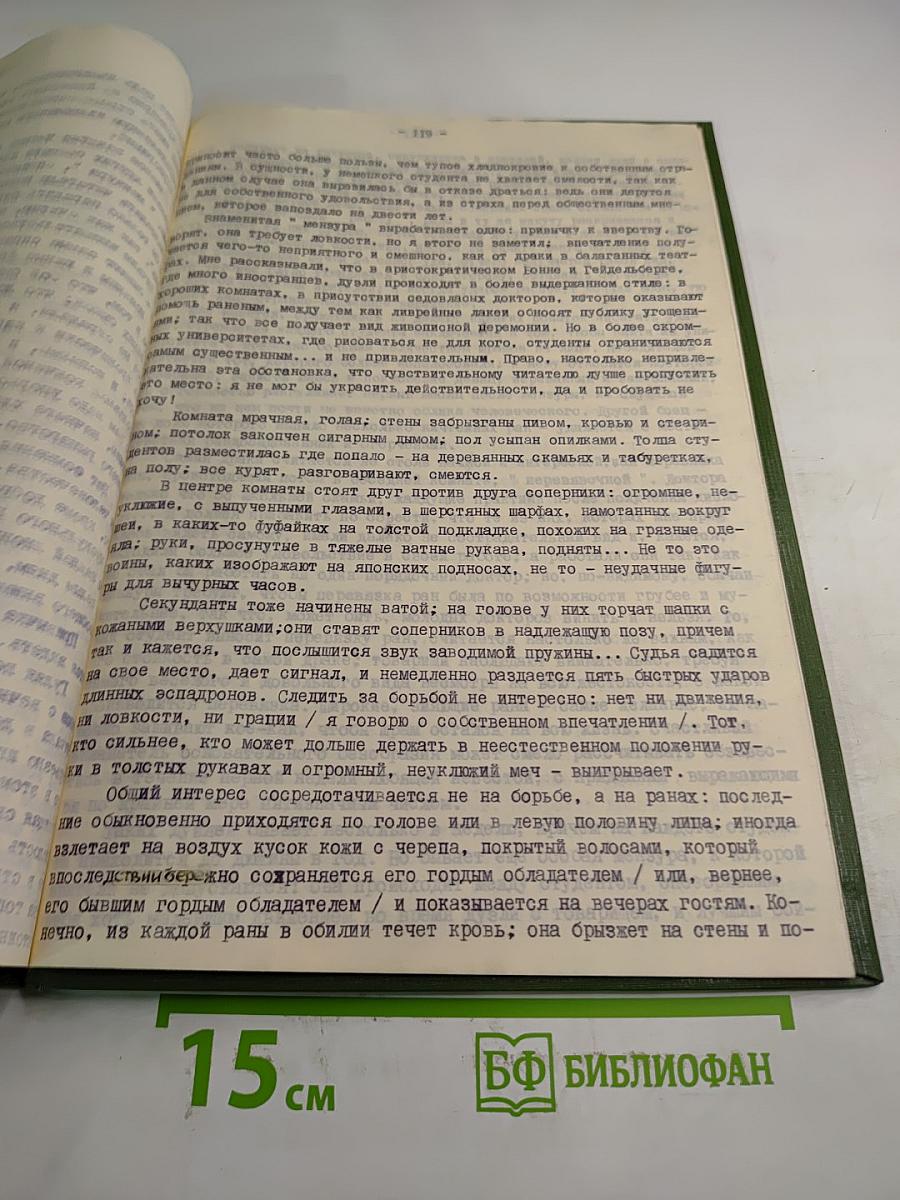 - 119 -
приносит часто больше пользы, чем тупое хладнокровие к собственным стра-
В сущности, у немецкого студента не хватает смелости, так как
данном случае она выразилась бы в отказе драться: ведь они дерутся
для собственного удовольствия, а из страха перед общественным мне-
ием, которое запоздало на двести лет.
Знаменитая " мензура " вырабатывает одно: привычку к зверству. Го-
ворят, она требует ловкости, но я этого не заметил; впечатление полу-
ается чего-то неприятного и смешного, как от драки в балаганных теат-
рах. Мне рассказывали, что в аристократическом Бонне и Гейдельберге,
где много иностранцев, дуэли происходят в более выдержанном стиле: в
хороших комнатах, в присутствии седовласых докторов, которые оказывают
помощь раненым, между тем как ливрейные лакеи обносят публику угощени-
ями; так что все получает вид живописной церемонии. Но в более скром-
ных университетах, где рисоваться не для кого, студенты ограничиваются
самым существенным... и не привлекательным. Право, настолько непривле-
кательна эта обстановка, что чувствительному читателю лучше пропустить
это место: я не мог бы украсить действительности, да и пробовать не
хочу!
Комната мрачная, голая; стены забрызганы пивом, кровью и стеари-
ном; потолок закопчен сигарным дымом; пол усыпан опилками. Толпа сту-
дентов разместилась где попало - на деревянных скамьях и табуретках,
на полу; все курят, разговаривают, смеются.
В центре комнаты стоят друг против друга соперники: огромные, не-
уклюжие, с выпученными глазами, в шерстяных шарфах, намотанных вокруг
шеи, в каких-то фуфайках на толстой подкладке, похожих на грязные оде-
яла; руки, просунутые в тяжелые ватные рукава, подняты... Не то это
воины, каких изображают на японских подносах, не то - неудачные фигу-
ры для вычурных часов.
Секунданты тоже начинены ватой; на голове у них торчат шапки с
кожаными верхушками;они ставят соперников в надлежащую позу, причем
так и кажется, что послышится звук заводимой пружины... Судья садится
на свое место, дает сигнал, и немедленно раздается пять быстрых ударов
длинных эспадронов. Следить за борьбой не интересно: нет ни движения,
ни ловкости, ни грации / я говорю о собственном впечатлении /. Тот,
кто сильнее, кто может дольше держать в неестественном положении ру-
ки в толстых рукавах и огромный, неуклюжий меч - выигрывает.
Общий интерес сосредотачивается не на борьбе, а на ранах: послед-
ние обыкновенно приходятся по голове или в левую половину лица; иногда
взлетает на воздух кусок кожи с черепа, покрытый волосами, который
впоследствии бережно сохраняется его гордым обладателем / или, вернее,
его бывшим гордым обладателем / и показывается на вечерах гостям. Ко-
нечно, из каждой раны в обилии течет кровь; она брызжет на стены и по-
15 см
БФ БИБЛИОФАН